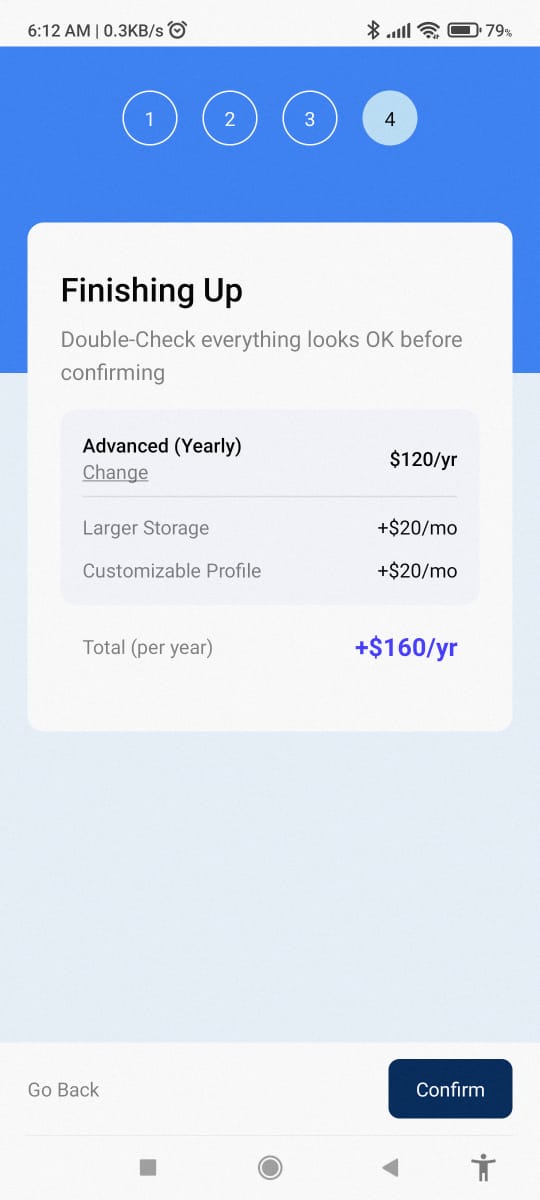 6:12 AM | 0.3KB/s 79%
1 2 3 4
Finishing Up
Double-Check everything looks OK before
confirming
Advanced (Yearly) $120/yr
Change
Larger Storage +$20/mo
Customizable Profile +$20/mo
Total (per year) +$160/yr
Go Back Confirm